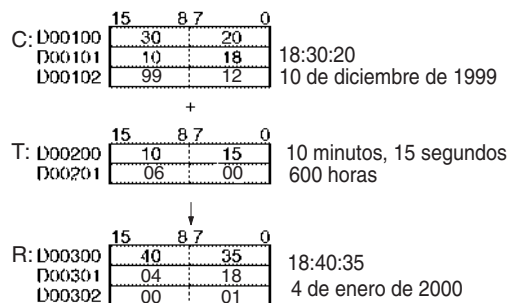 15 8 7 0
C: D00100 30 20
D00101 10 18 18:30:20
D00102 99 12 10 de diciembre de 1999
+
15 8 7 0
T: D00200 10 15 10 minutos, 15 segundos
D00201 06 00 600 horas
15 8 7 0
R: D00300 40 35
D00301 04 18 18:40:35
D00302 00 01 4 de enero de 2000